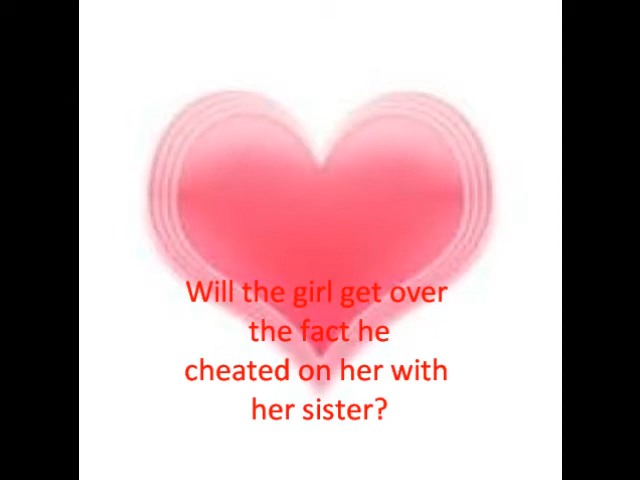 Will the girl get over
the fact he
cheated on her with
her sister?